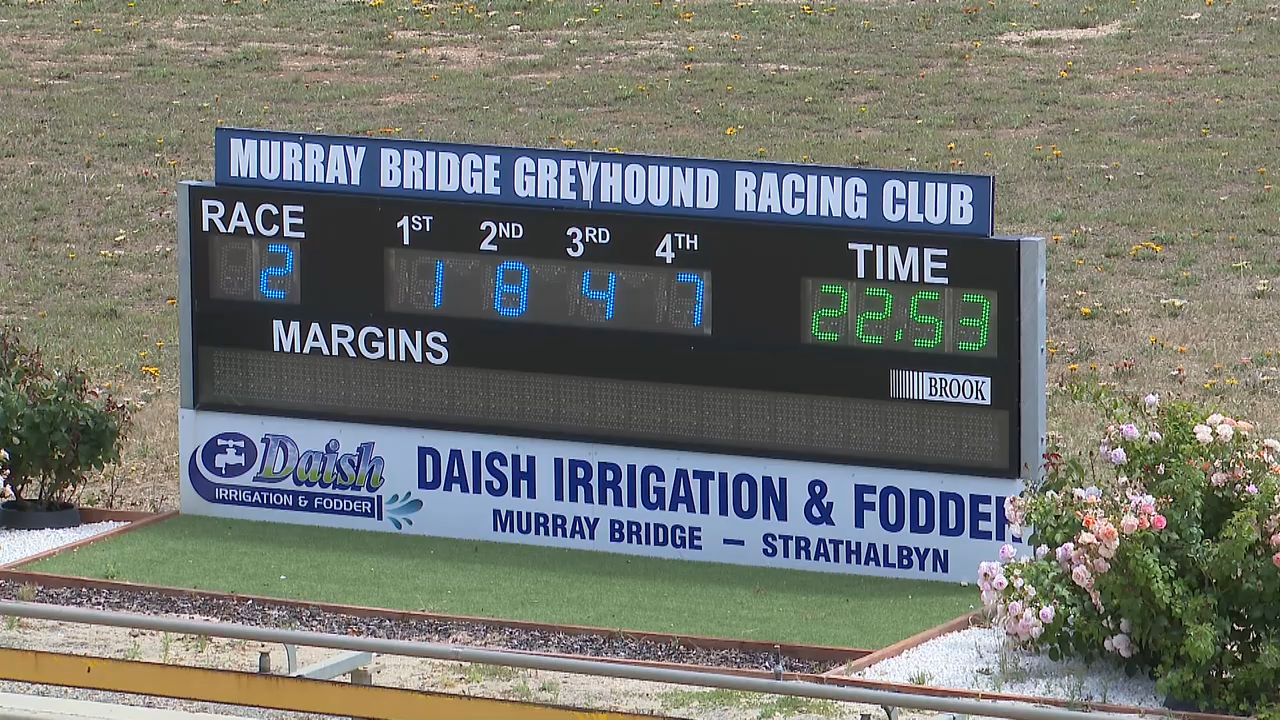 MURRAY BRIDGE GREYHOUND RACING CLUB
RACE 1ST 2ND 3RD 4TH TIME
2 1 8 4 7 22.53
MARGINS
BROOK
Daish
IRRIGATION & FODDER
DAISH IRRIGATION & FODDER
MURRAY BRIDGE – STRATHALBYN